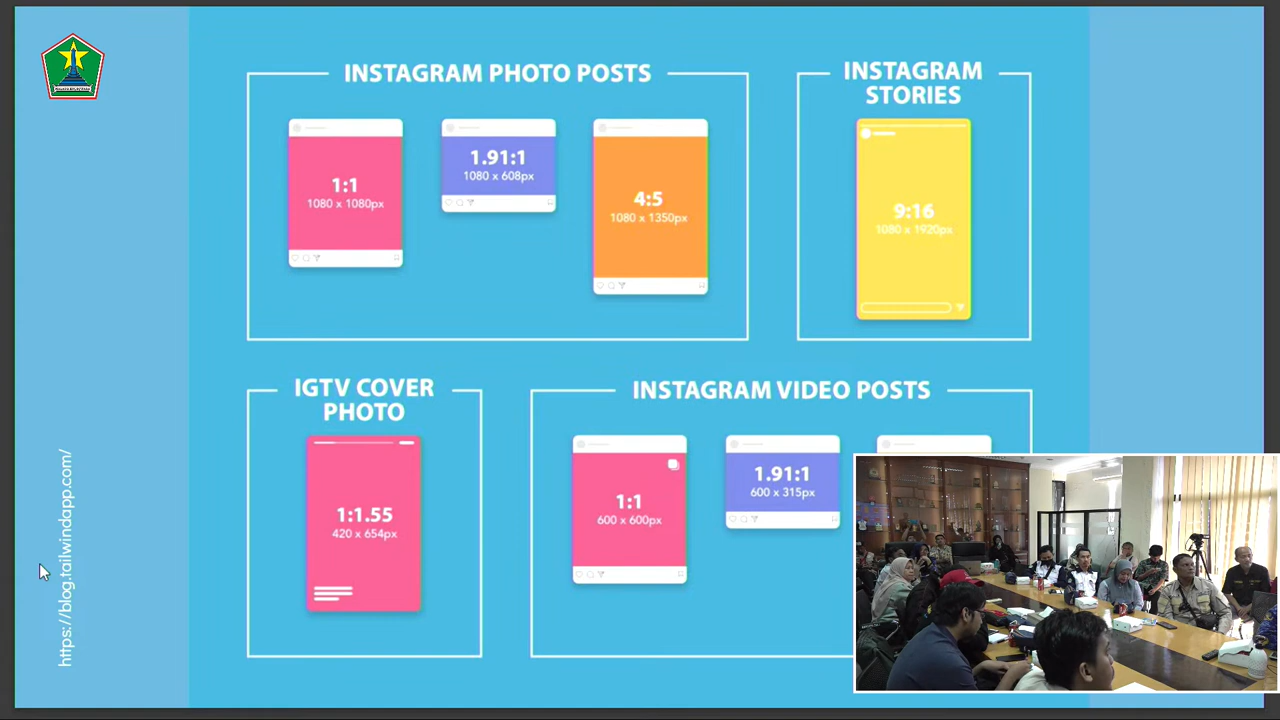 INSTAGRAM PHOTO POSTS
1:1
1080 x 1080px
1.91:1
1080 x 608px
4:5
1080 x 1350px
INSTAGRAM
STORIES
9:16
1080 x 1920px
IGTV COVER
PHOTO
1:1.55
420 x 654px
INSTAGRAM VIDEO POSTS
1:1
600 x 600px
1.91:1
600 x 315px
https://blog.tailwindapp.com/